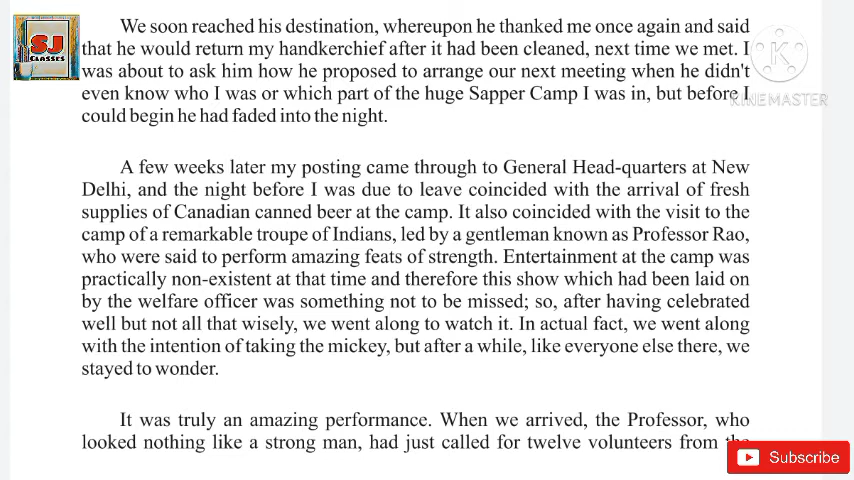 We soon reached his destination, whereupon he thanked me once again and said
that he would return my handkerchief after it had been cleaned, next time we met. I
was about to ask him how he proposed to arrange our next meeting when he didn't
even know who I was or which part of the huge Sapper Camp I was in, but before I
could begin he had faded into the night.
A few weeks later my posting came through to General Head-quarters at New
Delhi, and the night before I was due to leave coincided with the arrival of fresh
supplies of Canadian canned beer at the camp. It also coincided with the visit to the
camp of a remarkable troupe of Indians, led by a gentleman known as Professor Rao,
who were said to perform amazing feats of strength. Entertainment at the camp was
practically non-existent at that time and therefore this show which had been laid on
by the welfare officer was something not to be missed; so, after having celebrated
well but not all that wisely, we went along to watch it. In actual fact, we went along
with the intention of taking the mickey, but after a while, like everyone else there, we
stayed to wonder.
It was truly an amazing performance. When we arrived, the Professor, who
looked nothing like a strong man, had just called for twelve volunteers from the
SJ
CLASSES
K
KINEMASTER
Subscribe